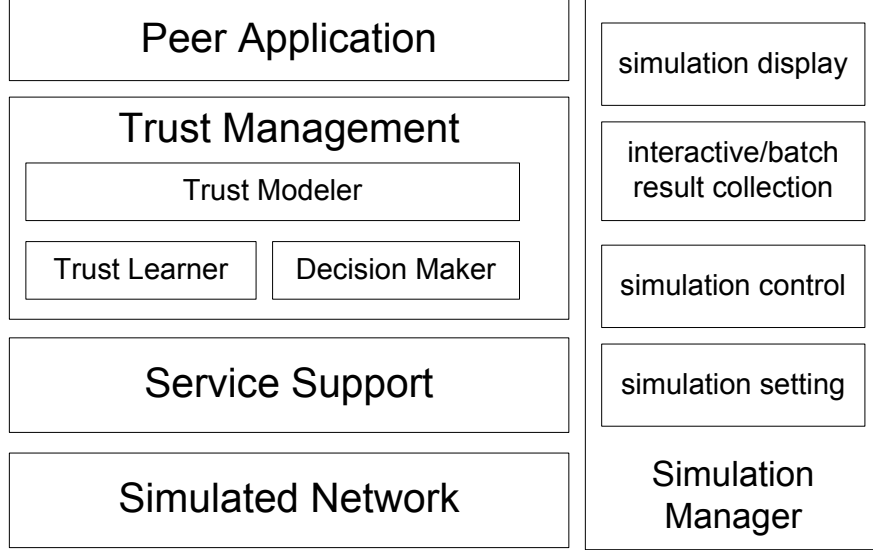 Peer Application
Trust Management
Trust Modeler
Trust Learner
Decision Maker
Service Support
Simulated Network
simulation display
interactive/batch
result collection
simulation control
simulation setting
Simulation
Manager